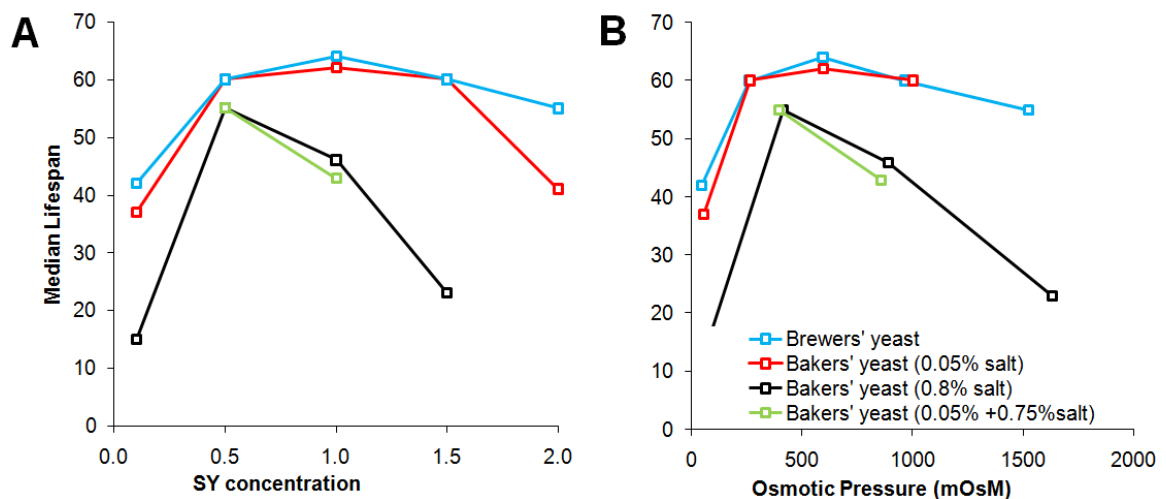 A
70
60
50
40
30
20
10
0
Median Lifespan
0.0 0.5 1.0 1.5 2.0
SY concentration
B
70
60
50
40
30
20
10
0
Brewers' yeast
Bakers' yeast (0.05% salt)
Bakers' yeast (0.8% salt)
Bakers' yeast (0.05% +0.75%salt)
0 500 1000 1500 2000
Osmotic Pressure (mOsM)